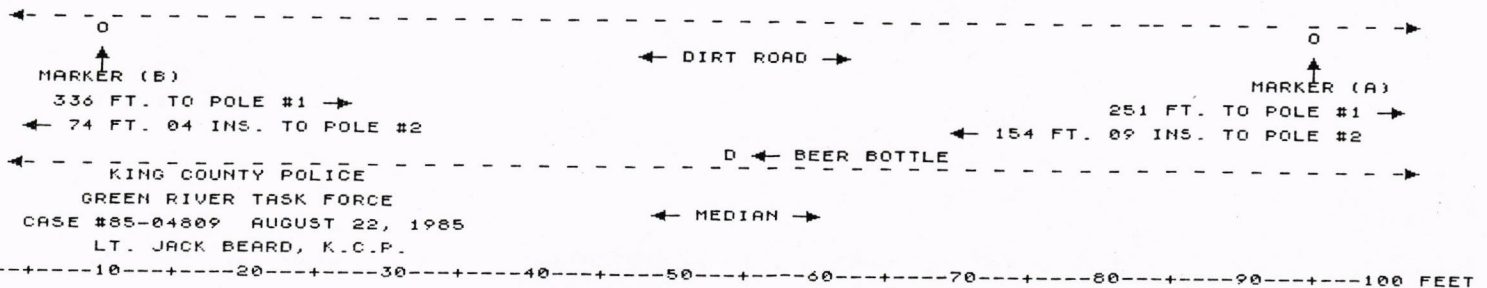 O
O
← DIRT ROAD →
MARKER (B)
MARKER (A)
336 FT. TO POLE #1 →
251 FT. TO POLE #1 →
← 74 FT. 04 INS. TO POLE #2
← 154 FT. 09 INS. TO POLE #2
D ← BEER BOTTLE
KING COUNTY POLICE
GREEN RIVER TASK FORCE
← MEDIAN →
CASE #85-04809 AUGUST 22, 1985
LT. JACK BEARD, K.C.P.
--+----10---+----20---+----30---+----40---+----50---+----60---+----70---+----80---+----90---+---100 FEET